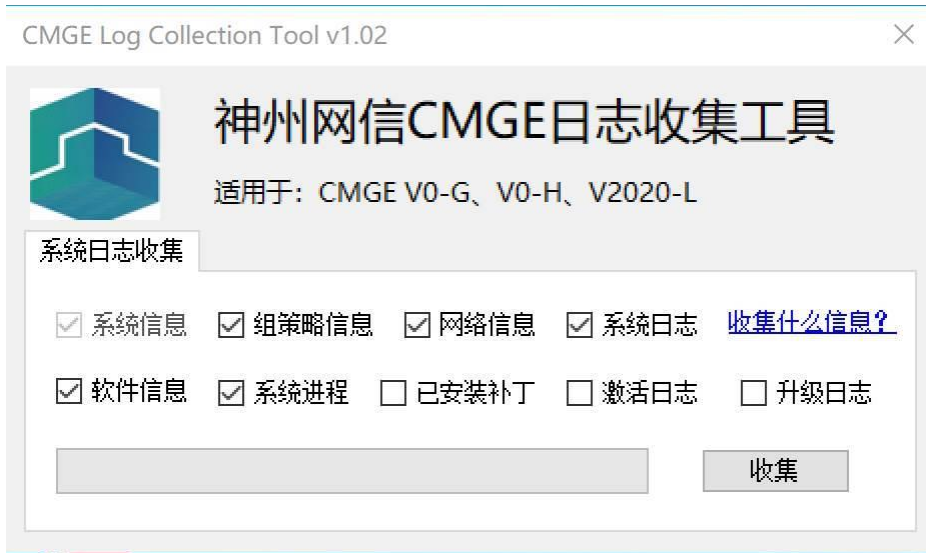 CMGE Log Collection Tool v1.02
神州网信CMGE日志收集工具
适用于：CMGE V0-G、V0-H、V2020-L
系统日志收集
系统信息 组策略信息 网络信息 系统日志 收集什么信息？
软件信息 系统进程 已安装补丁 激活日志 升级日志
收集